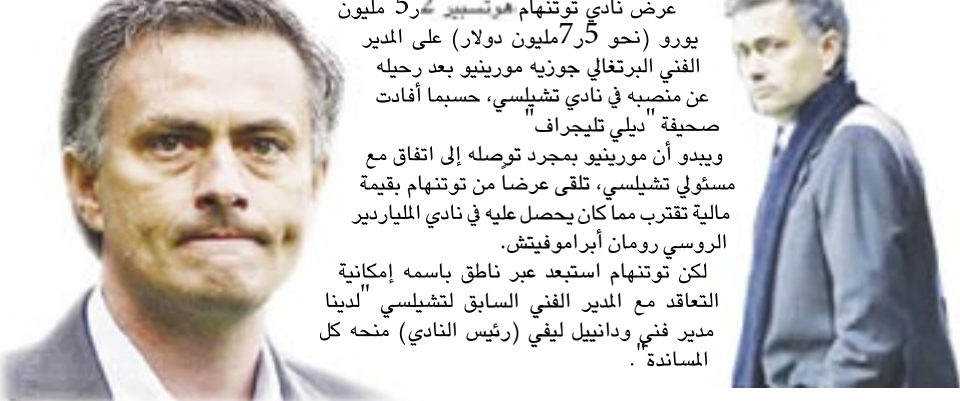 عرض نادي توتنهام هوتسبير 2ر5 مليون
يورو (نحو 5ر7مليون دولار) على المدير
الفني البرتغالي جوزيه مورينيو بعد رحيله
عن منصبه في نادي تشيلسي، حسبما أفادت
صحيفة "ديلي تليجراف"
ويبدو أن مورينيو بمجرد توصله إلى اتفاق مع
مسئولي تشيلسي، تلقى عرضاً من توتنهام بقيمة
مالية تقترب مما كان يحصل عليه في نادي الملياردير
الروسي رومان أبراموفيتش.
لكن توتنهام استبعد عبر ناطق باسمه إمكانية
التعاقد مع المدير الفني السابق لتشيلسي "لدينا
مدير فني ودانييل ليفي (رئيس النادي) منحه كل
المساندة".